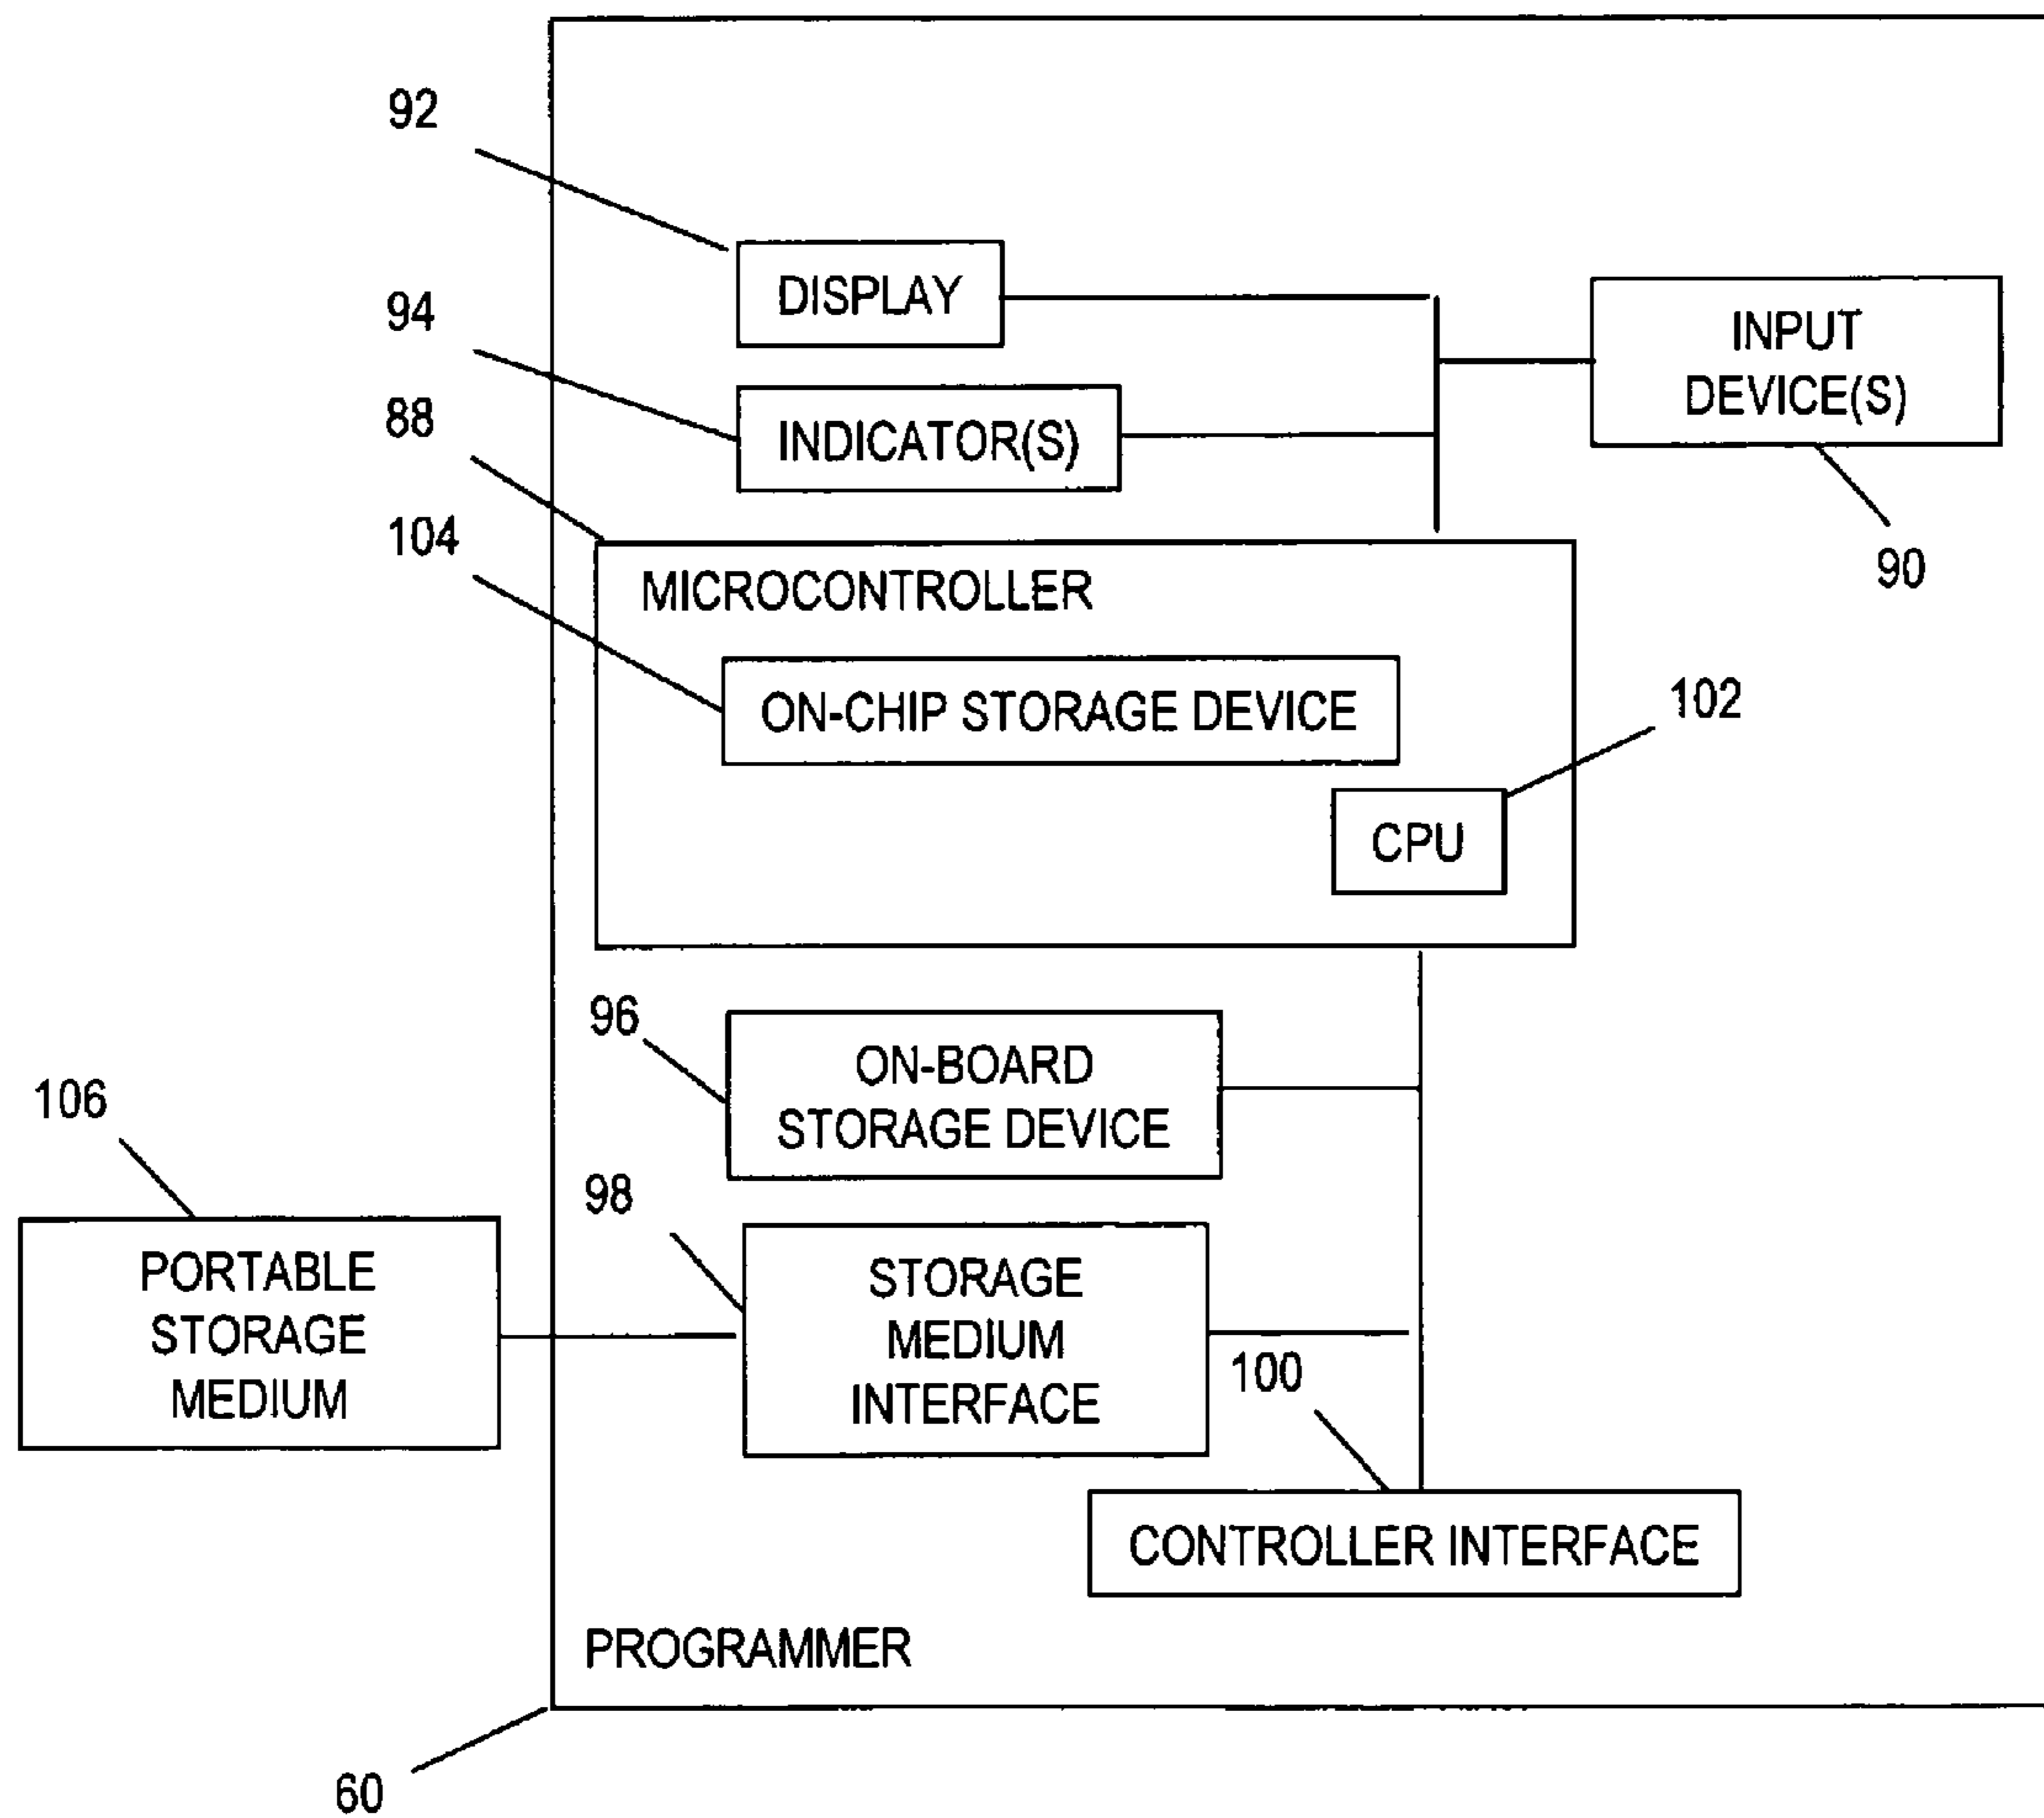 92
DISPLAY
94
INPUT
DEVICE(S)
88
INDICATOR(S)
104
90
MICROCONTROLLER
ON-CHIP STORAGE DEVICE
102
CPU
96
ON-BOARD
STORAGE DEVICE
106
98
PORTABLE
STORAGE
MEDIUM
STORAGE
MEDIUM
INTERFACE
100
CONTROLLER INTERFACE
PROGRAMMER
60